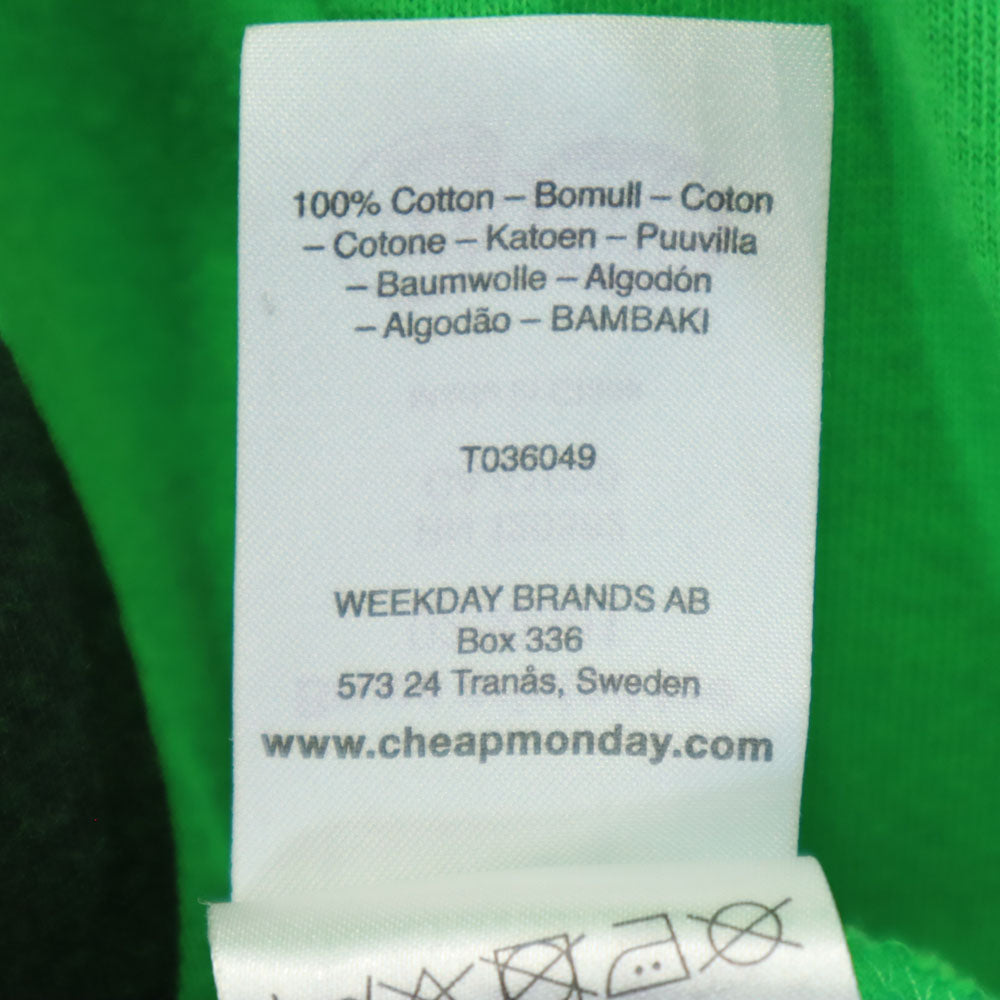 100% Cotton – Bomull – Coton
– Cotone – Katoen – Puuvilla
– Baumwolle – Algodón
– Algodão – BAMBAKI
T036049
WEEKDAY BRANDS AB
Box 336
573 24 Tranås, Sweden
www.cheapmonday.com